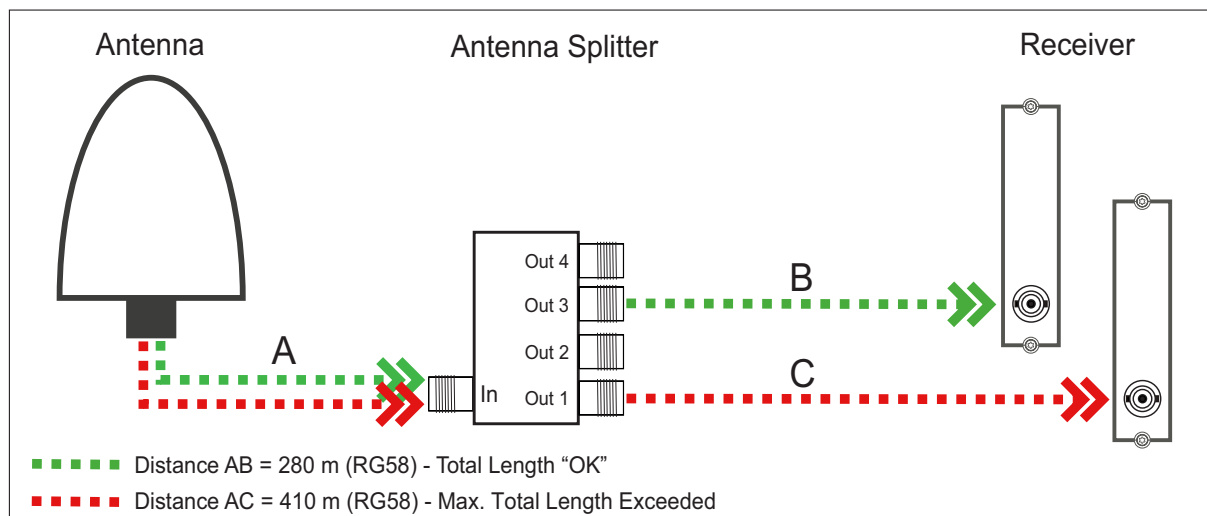 Antenna
Antenna Splitter
Receiver
Out 4
Out 3
B
A
Out 2
In
Out 1
C
Distance AB = 280 m (RG58) - Total Length “OK”
Distance AC = 410 m (RG58) - Max. Total Length Exceeded